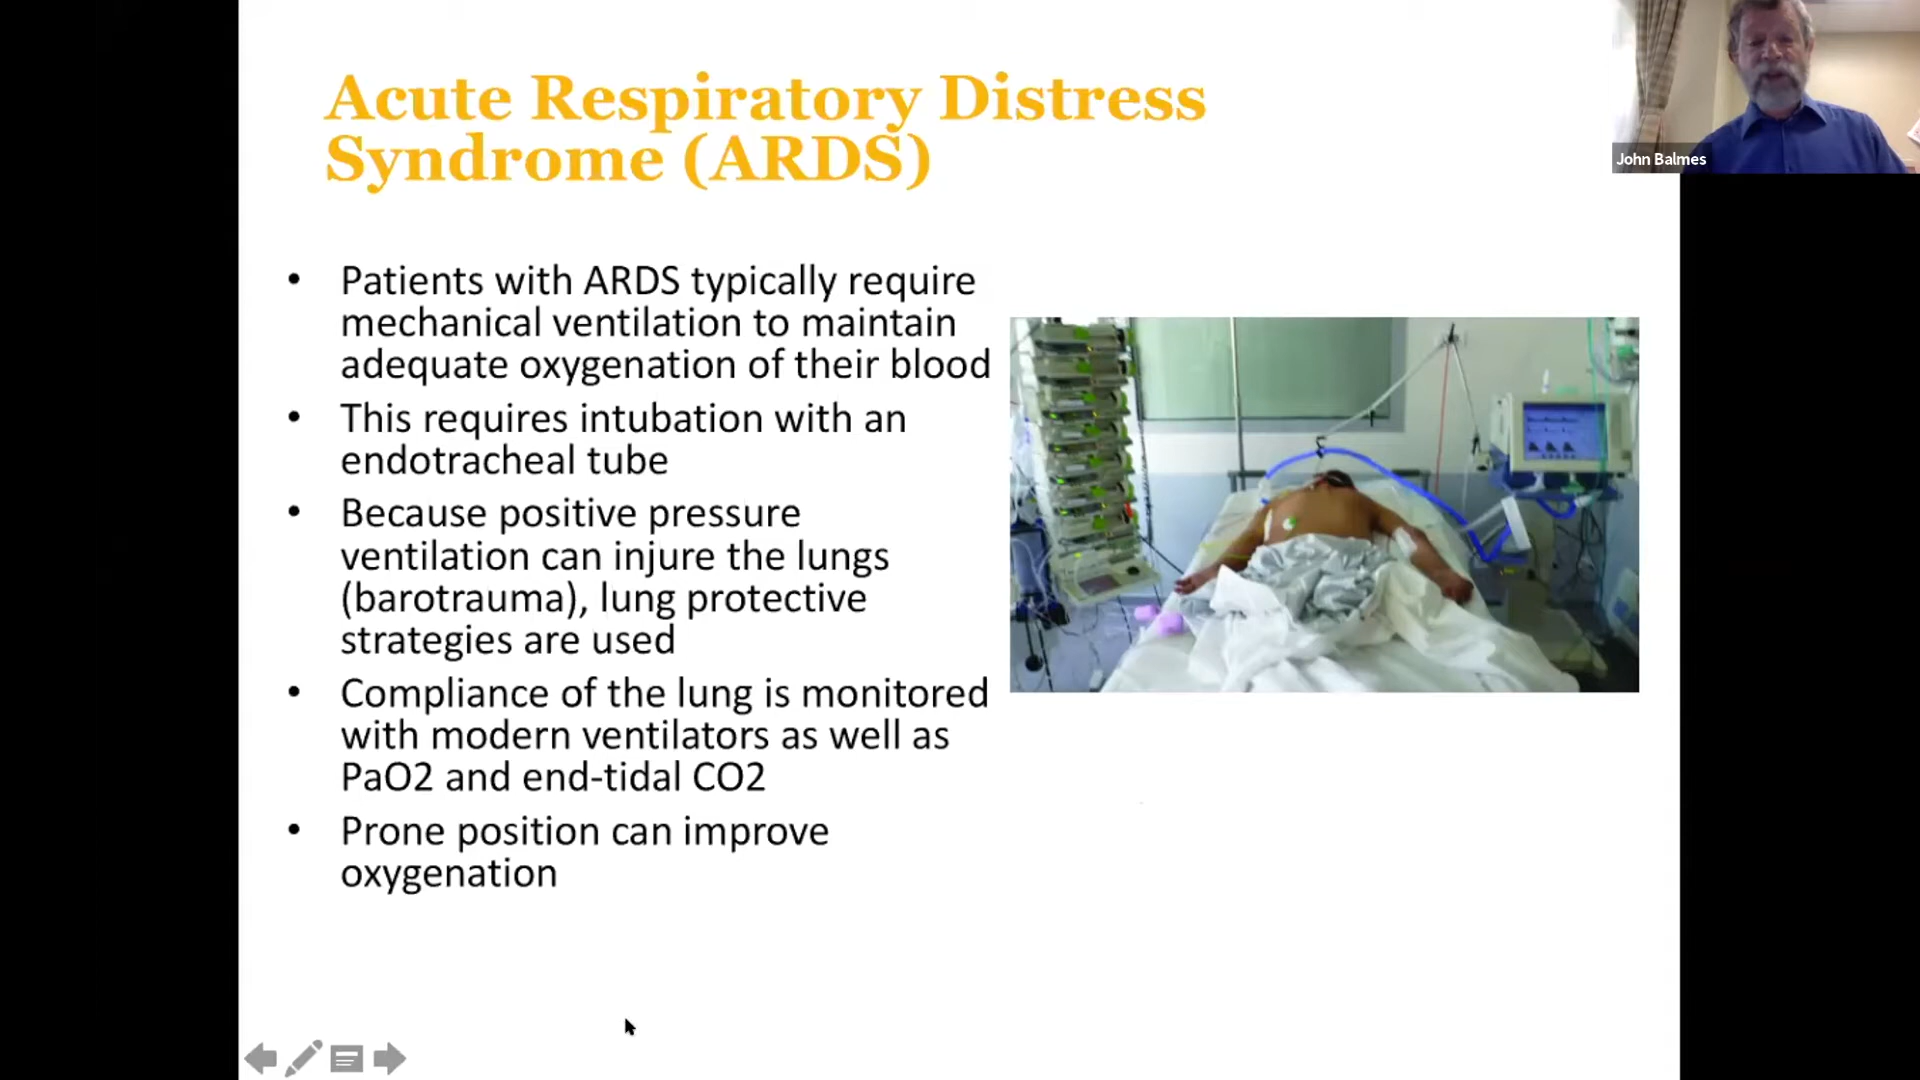 Acute Respiratory Distress
Syndrome (ARDS)
John Balmes
• Patients with ARDS typically require
mechanical ventilation to maintain
adequate oxygenation of their blood
• This requires intubation with an
endotracheal tube
• Because positive pressure
ventilation can injure the lungs
(barotrauma), lung protective
strategies are used
• Compliance of the lung is monitored
with modern ventilators as well as
PaO2 and end-tidal CO2
• Prone position can improve
oxygenation